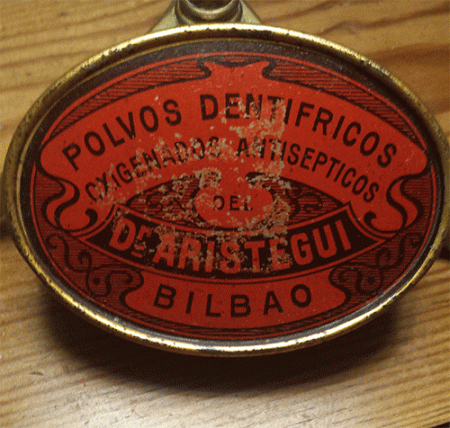 POLVOS DENTIFRICOS
OXIGENADOS ANTISEPTICOS
DEL
DR ARISTEGUI
BILBAO